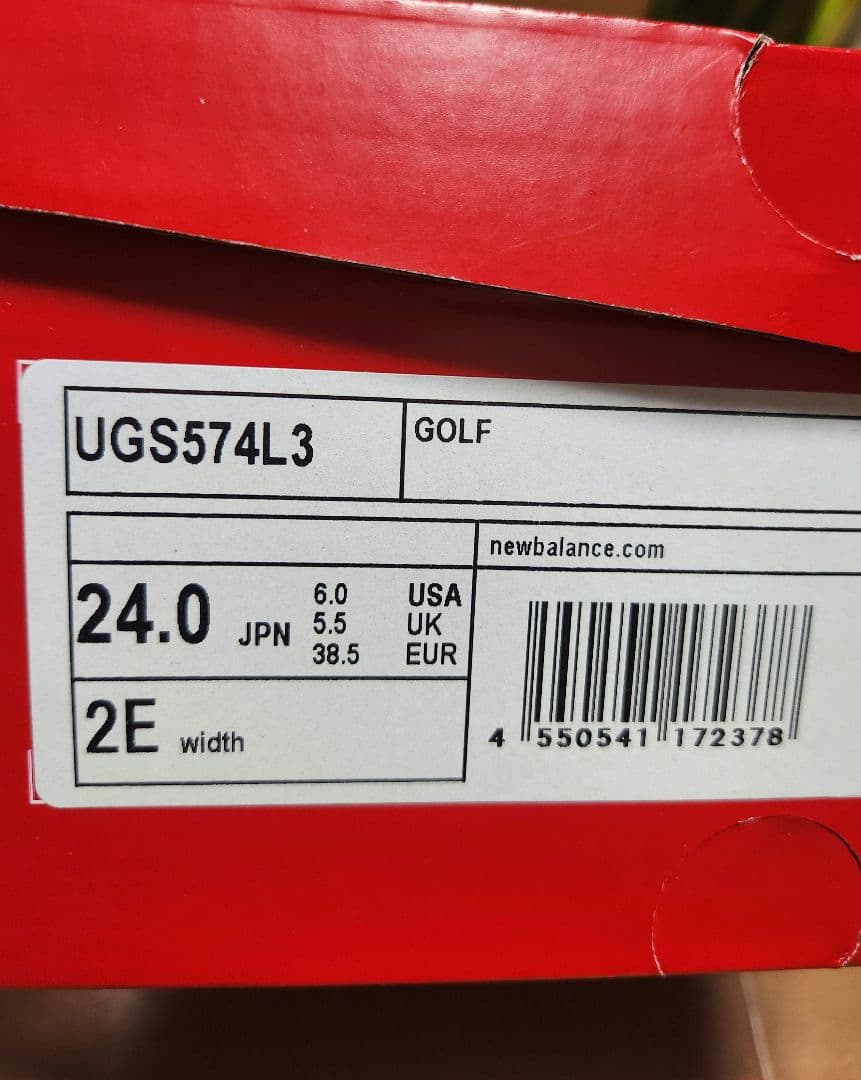 UGS574L3
GOLF
newbalance.com
24.0 JPN
6.0 USA
5.5 UK
38.5 EUR
2E width
4 550541 172378